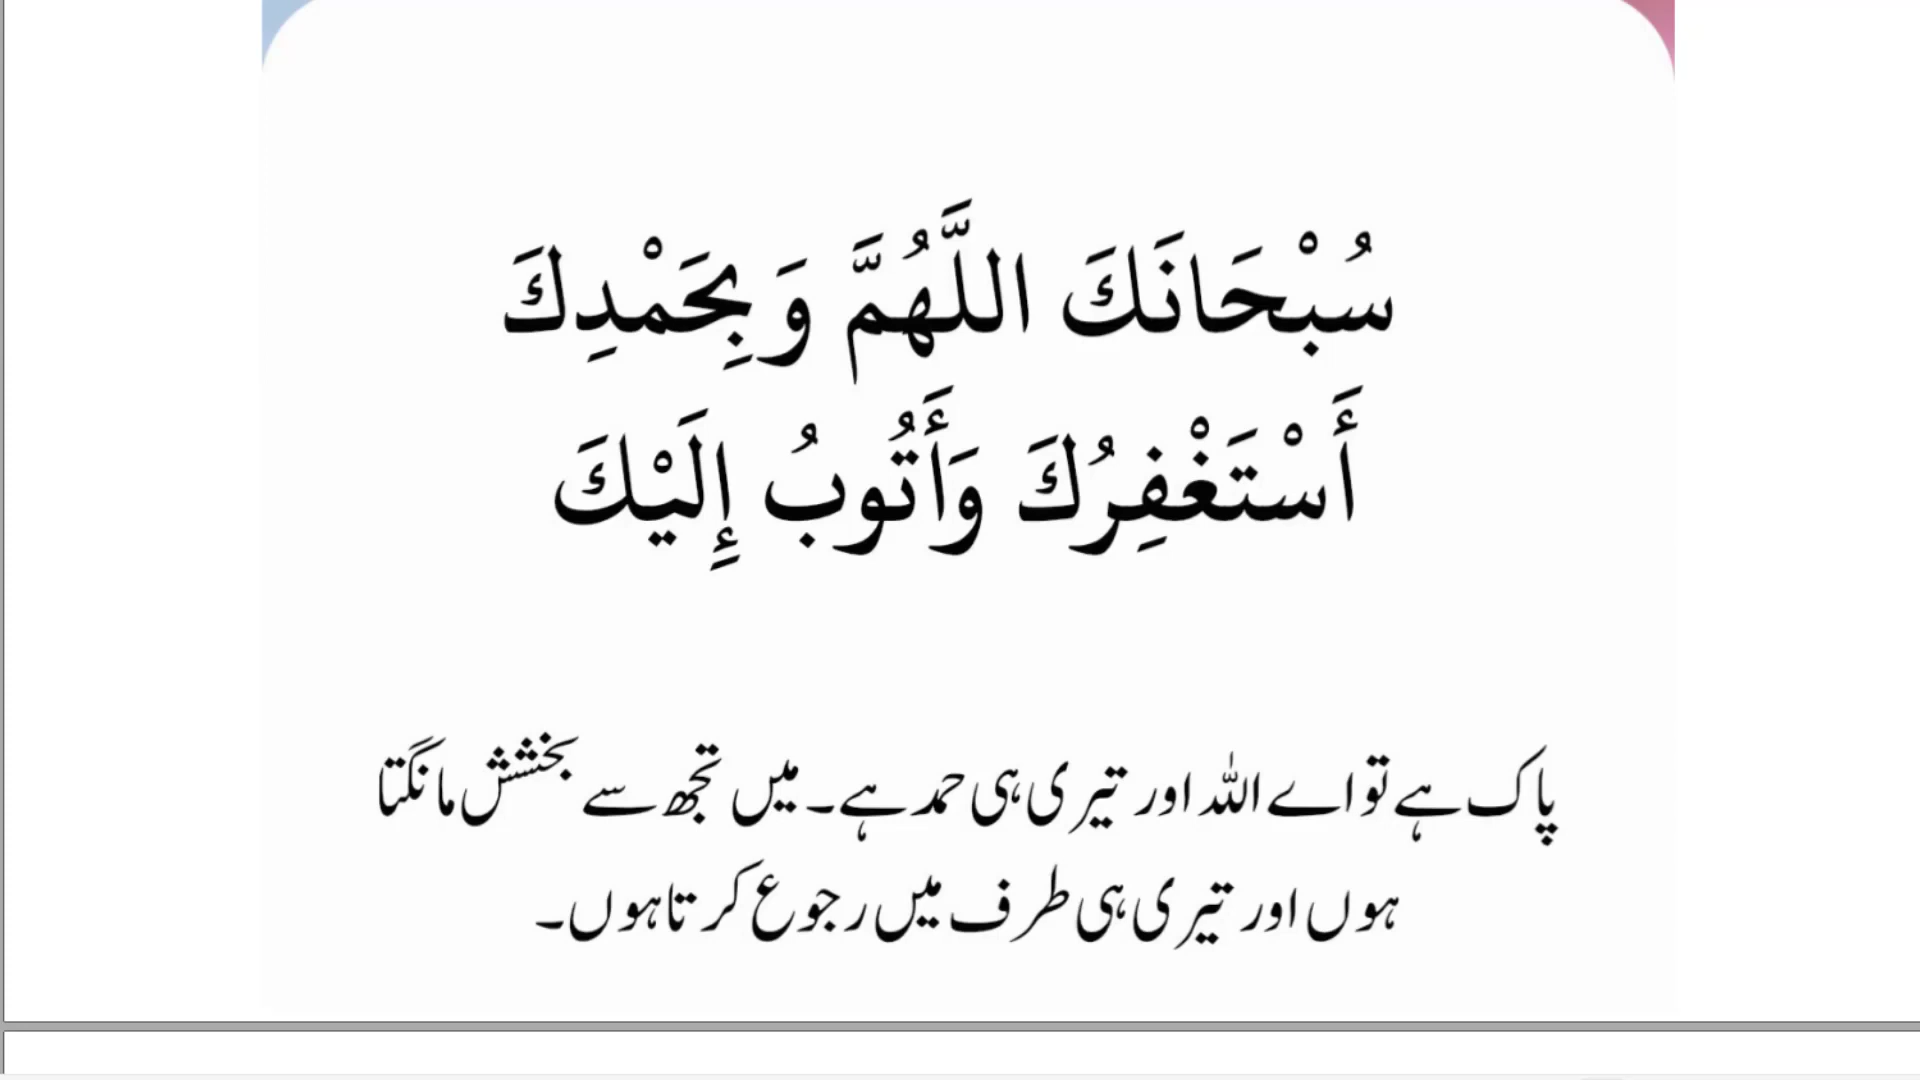 سُبْحَانَكَ اللَّهُمَّ وَبِحَمْدِكَ
أَسْتَغْفِرُكَ وَأَتُوبُ إِلَيْكَ
پاک ہے تو اے اللہ اور تیری ہی حمد ہے۔ میں تجھ سے بخشش مانگتا
ہوں اور تیری ہی طرف میں رجوع کرتا ہوں۔